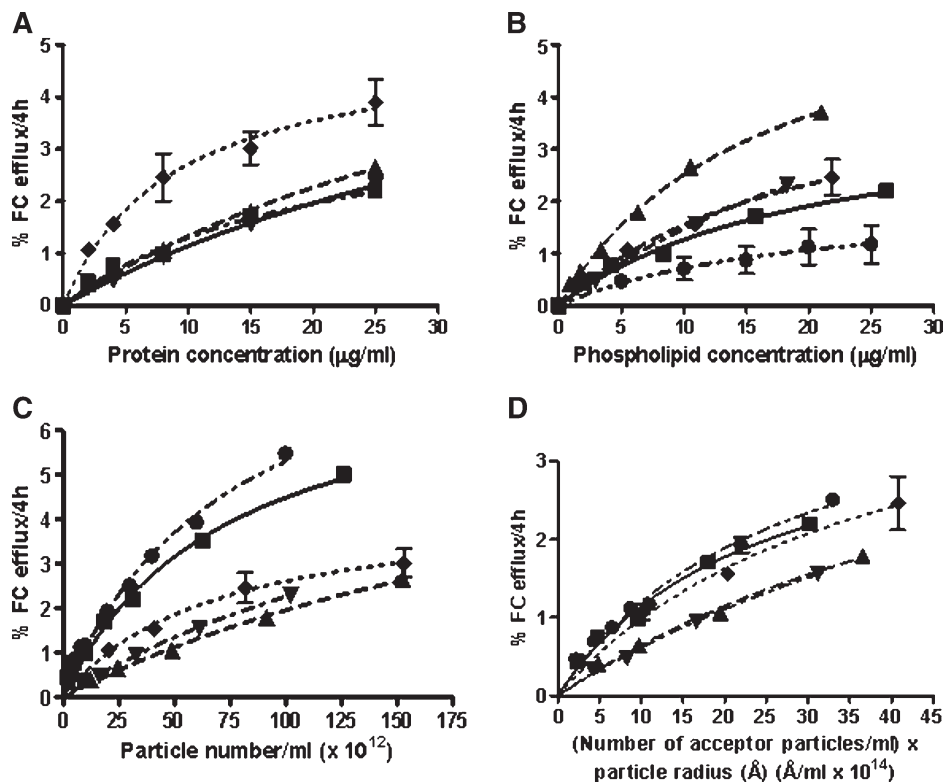 A
% FC efflux/4h
5
4
3
2
1
0
0 5 10 15 20 25 30
Protein concentration (μg/ml)
B
% FC efflux/4h
5
4
3
2
1
0
0 5 10 15 20 25 30
Phospholipid concentration (μg/ml)
C
% FC efflux/4h
6
5
4
3
2
1
0
0 25 50 75 100 125 150 175
Particle number/ml (x 10¹²)
D
% FC efflux/4h
3
2
1
0
0 5 10 15 20 25 30 35 40 45
(Number of acceptor particles/ml) x
particle radius (Å) (Å/ml x 10¹⁴)